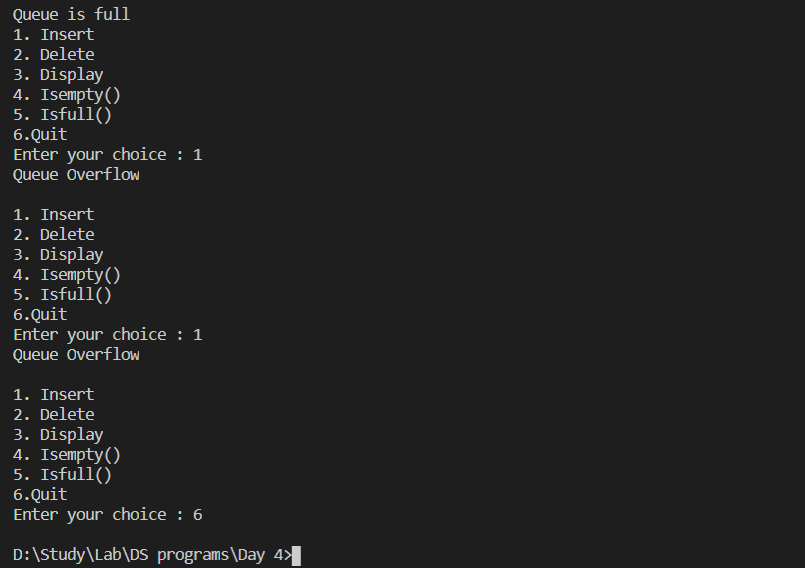 Queue is full
1. Insert
2. Delete
3. Display
4. Isempty()
5. Isfull()
6.Quit
Enter your choice : 1
Queue Overflow
1. Insert
2. Delete
3. Display
4. Isempty()
5. Isfull()
6.Quit
Enter your choice : 1
Queue Overflow
1. Insert
2. Delete
3. Display
4. Isempty()
5. Isfull()
6.Quit
Enter your choice : 6
D:\Study\Lab\DS programs\Day 4>